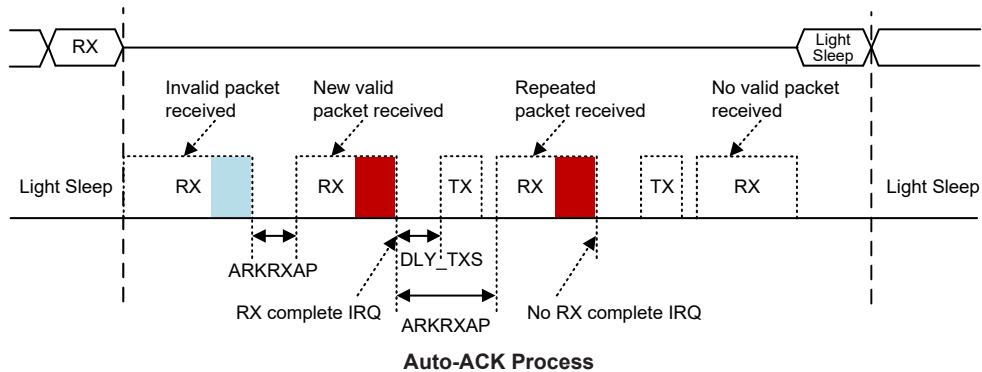 RX
Light
Sleep
Invalid packet
received
New valid
packet received
Repeated
packet received
No valid packet
received
Light Sleep
RX
RX
TX
RX
TX
RX
Light Sleep
ARKRXAP
DLY_TXS
RX complete IRQ
ARKRXAP
No RX complete IRQ
Auto-ACK Process